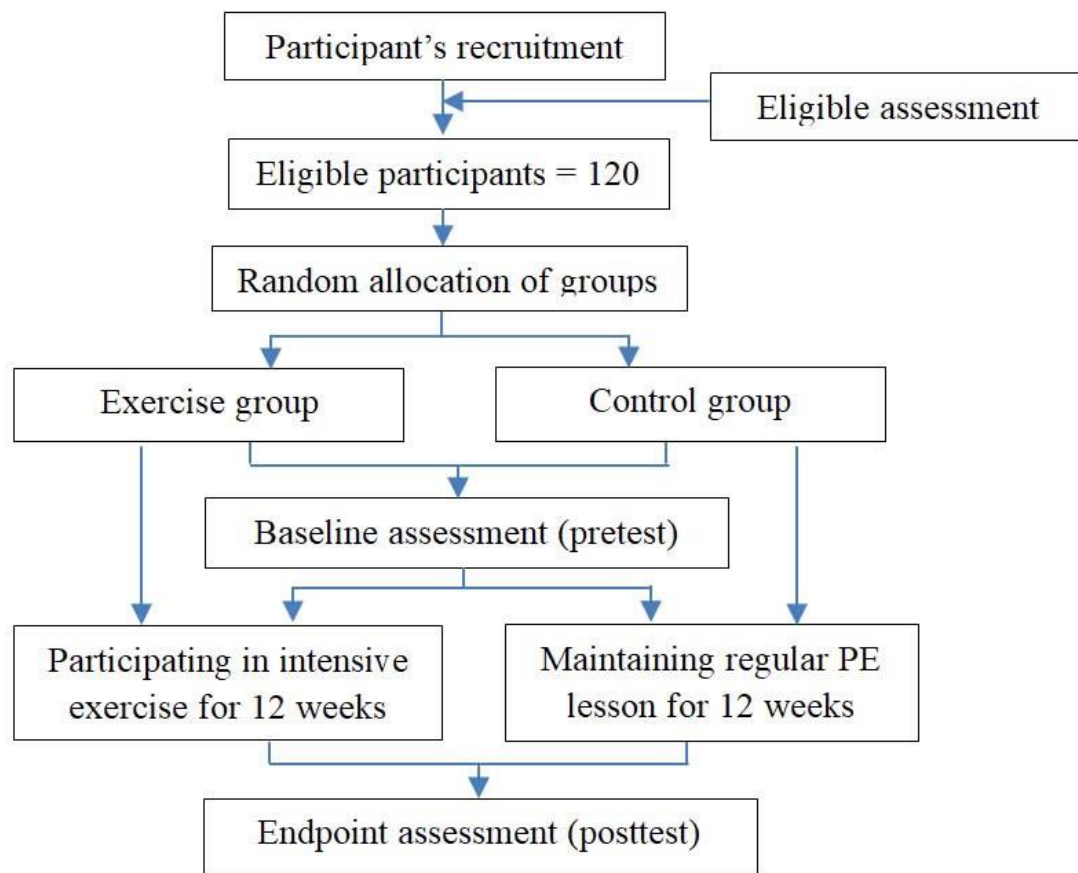 Participant’s recruitment
Eligible assessment
Eligible participants = 120
Random allocation of groups
Exercise group
Control group
Baseline assessment (pretest)
Participating in intensive
exercise for 12 weeks
Maintaining regular PE
lesson for 12 weeks
Endpoint assessment (posttest)